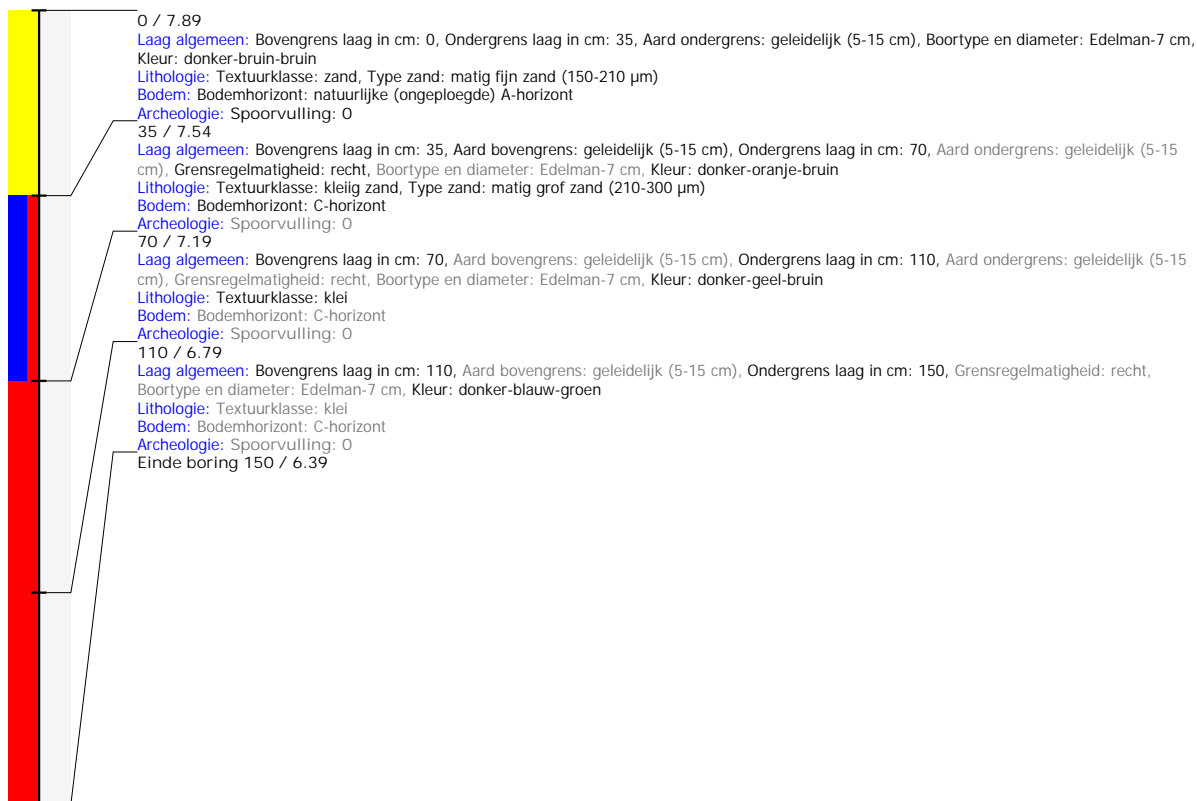 0 / 7.89
Laag algemeen: Bovengrens laag in cm: 0, Ondergrens laag in cm: 35, Aard ondergrens: geleidelijk (5-15 cm), Boortype en diameter: Edelman-7 cm,
Kleur: donker-bruin-bruin
Lithologie: Textuurklasse: zand, Type zand: matig fijn zand (150-210 µm)
Bodem: Bodemhorizont: natuurlijke (ongeploegde) A-horizont
Archeologie: Spoorvulling: 0
35 / 7.54
Laag algemeen: Bovengrens laag in cm: 35, Aard bovengrens: geleidelijk (5-15 cm), Ondergrens laag in cm: 70, Aard ondergrens: geleidelijk (5-15
cm), Grensregelmatigheid: recht, Boortype en diameter: Edelman-7 cm, Kleur: donker-oranje-bruin
Lithologie: Textuurklasse: kleiig zand, Type zand: matig grof zand (210-300 µm)
Bodem: Bodemhorizont: C-horizont
Archeologie: Spoorvulling: 0
70 / 7.19
Laag algemeen: Bovengrens laag in cm: 70, Aard bovengrens: geleidelijk (5-15 cm), Ondergrens laag in cm: 110, Aard ondergrens: geleidelijk (5-15
cm), Grensregelmatigheid: recht, Boortype en diameter: Edelman-7 cm, Kleur: donker-geel-bruin
Lithologie: Textuurklasse: klei
Bodem: Bodemhorizont: C-horizont
Archeologie: Spoorvulling: 0
110 / 6.79
Laag algemeen: Bovengrens laag in cm: 110, Aard bovengrens: geleidelijk (5-15 cm), Ondergrens laag in cm: 150, Grensregelmatigheid: recht,
Boortype en diameter: Edelman-7 cm, Kleur: donker-blauw-groen
Lithologie: Textuurklasse: klei
Bodem: Bodemhorizont: C-horizont
Archeologie: Spoorvulling: 0
Einde boring 150 / 6.39